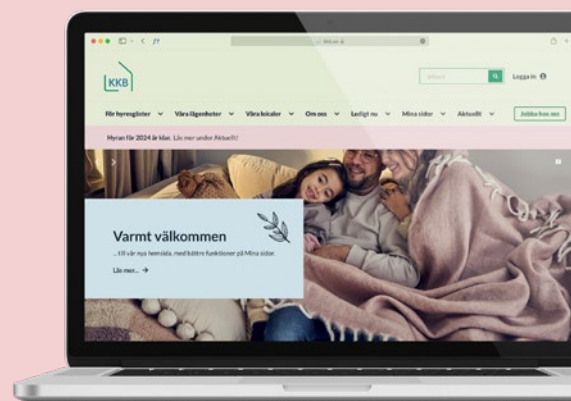 KKB
Logga in
För hyresgäster Våra lägenheter Våra lokaler Om oss Ledigt nu Mina sidor Aktuellt Jobba hos oss
Hyran för 2024 är klar. Läs mer under Aktuellt!
Varmt välkommen
... till vår nya hemsida, med bättre funktioner på Mina sidor.
Läs mer...